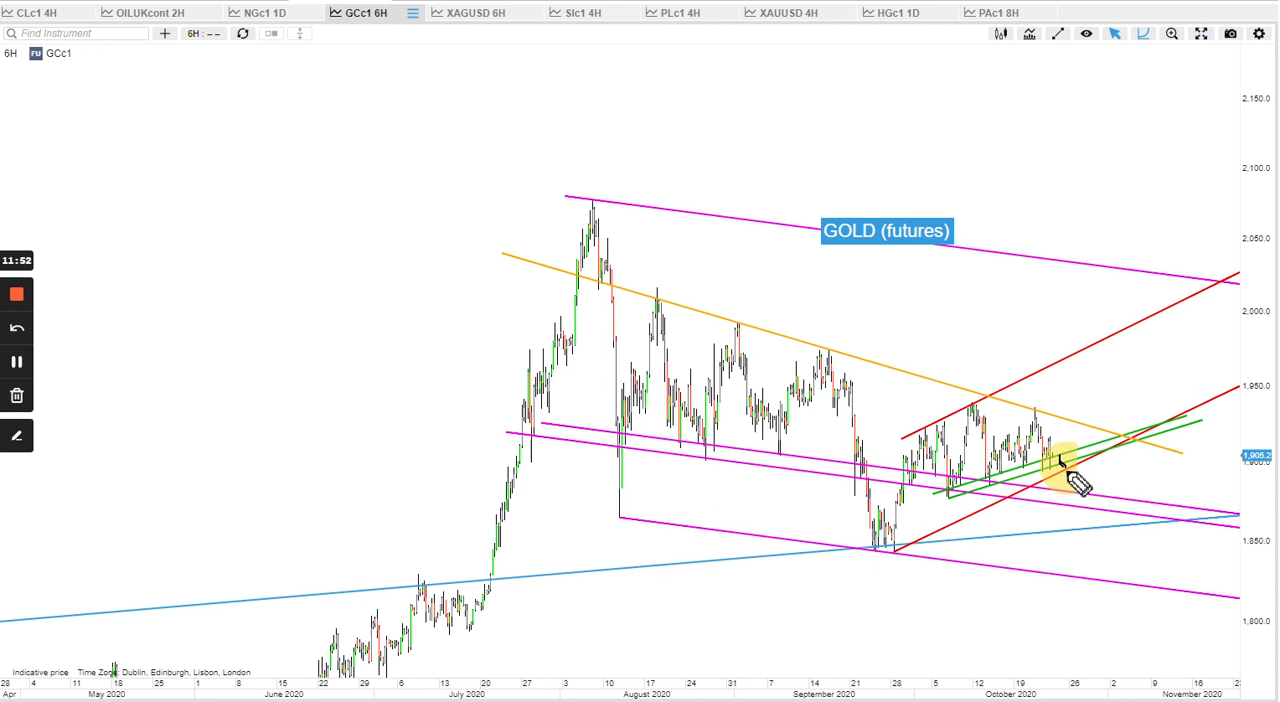 CLc1 4H OILUKcont 2H NGc1 1D GCc1 6H XAGUSD 6H SIc1 4H PLc1 4H XAUUSD 4H HGc1 1D PAc1 8H
Find Instrument 6H : – –
6H FU GCc1
2,150.0
2,100.0
GOLD (futures)
2,050.0
11:52
2,000.0
1,950.0
1,905.2
1,900.0
1,850.0
1,800.0
Indicative price Time Zone: Dublin, Edinburgh, Lisbon, London
28 4 11 18 25 1 8 15 22 29 6 13 20 27 3 10 17 24 31 7 14 21 28 5 12 19 26 2 9 16
Apr May 2020 June 2020 July 2020 August 2020 September 2020 October 2020 November 2020